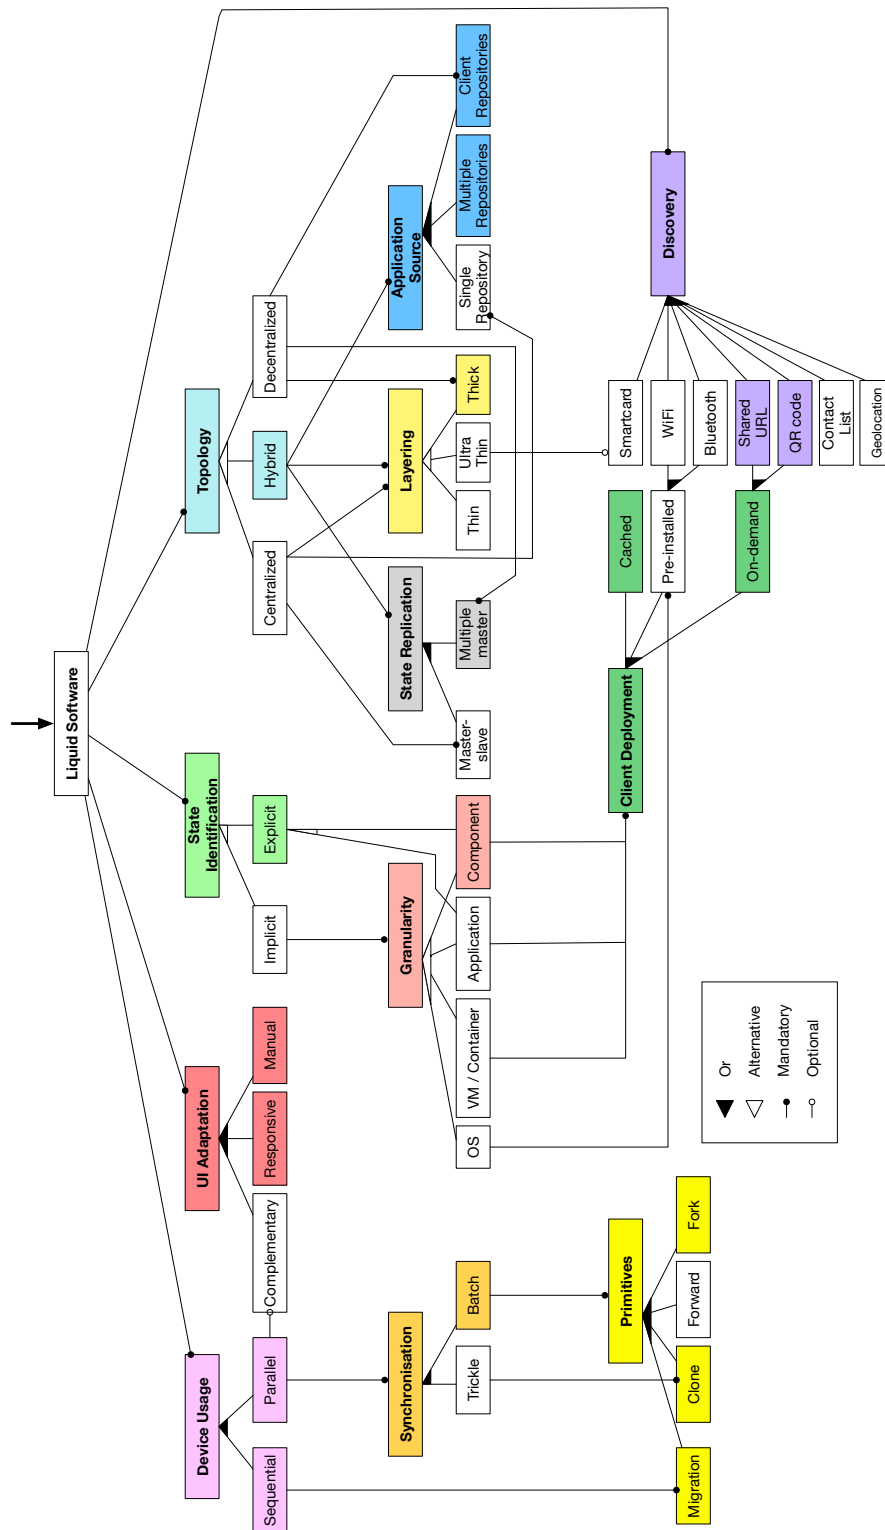 Liquid Software
Device Usage
UI Adaptation
State
Identification
Topology
Sequential
Parallel
Complementary
Responsive
Manual
Implicit
Explicit
Centralized
Hybrid
Decentralized
Synchronisation
Granularity
State Replication
Layering
Application
Source
Trickle
Batch
OS
VM / Container
Application
Component
Master-
slave
Multiple
master
Thin
Ultra
Thin
Thick
Single
Repository
Multiple
Repositories
Client
Repositories
Primitives
Client Deployment
Discovery
Migration
Clone
Forward
Fork
Cached
Pre-installed
On-demand
Smartcard
WiFi
Bluetooth
Shared
URL
QR code
Contact
List
Geolocation
Or
Alternative
Mandatory
Optional